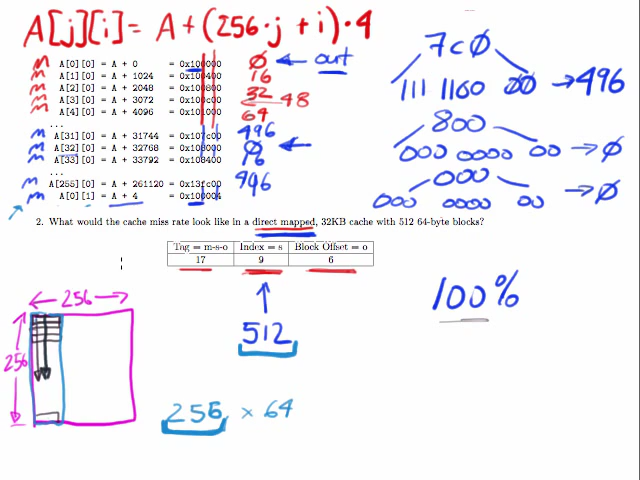 A[j][i] = A + (256 · j + i) · 4
m A[0][0] = A + 0 = 0x100000 Ø ← out
m A[1][0] = A + 1024 = 0x100400 16
m A[2][0] = A + 2048 = 0x100800 32
m A[3][0] = A + 3072 = 0x100c00 48
m A[4][0] = A + 4096 = 0x101000 64
...
m A[31][0] = A + 31744 = 0x107c00 496
m A[32][0] = A + 32768 = 0x108000 Ø ←
m A[33][0] = A + 33792 = 0x108400 16
...
m A[255][0] = A + 261120 = 0x13fc00 496
m A[0][1] = A + 4 = 0x100004
7c0
111 1100 00 → 496
800
000 0000 00 → Ø
000
000 0000 00 → Ø
2. What would the cache miss rate look like in a direct mapped, 32KB cache with 512 64-byte blocks?
Tag = m-s-o Index = s Block Offset = o
17 9 6
512
100%
256
256
256 × 64